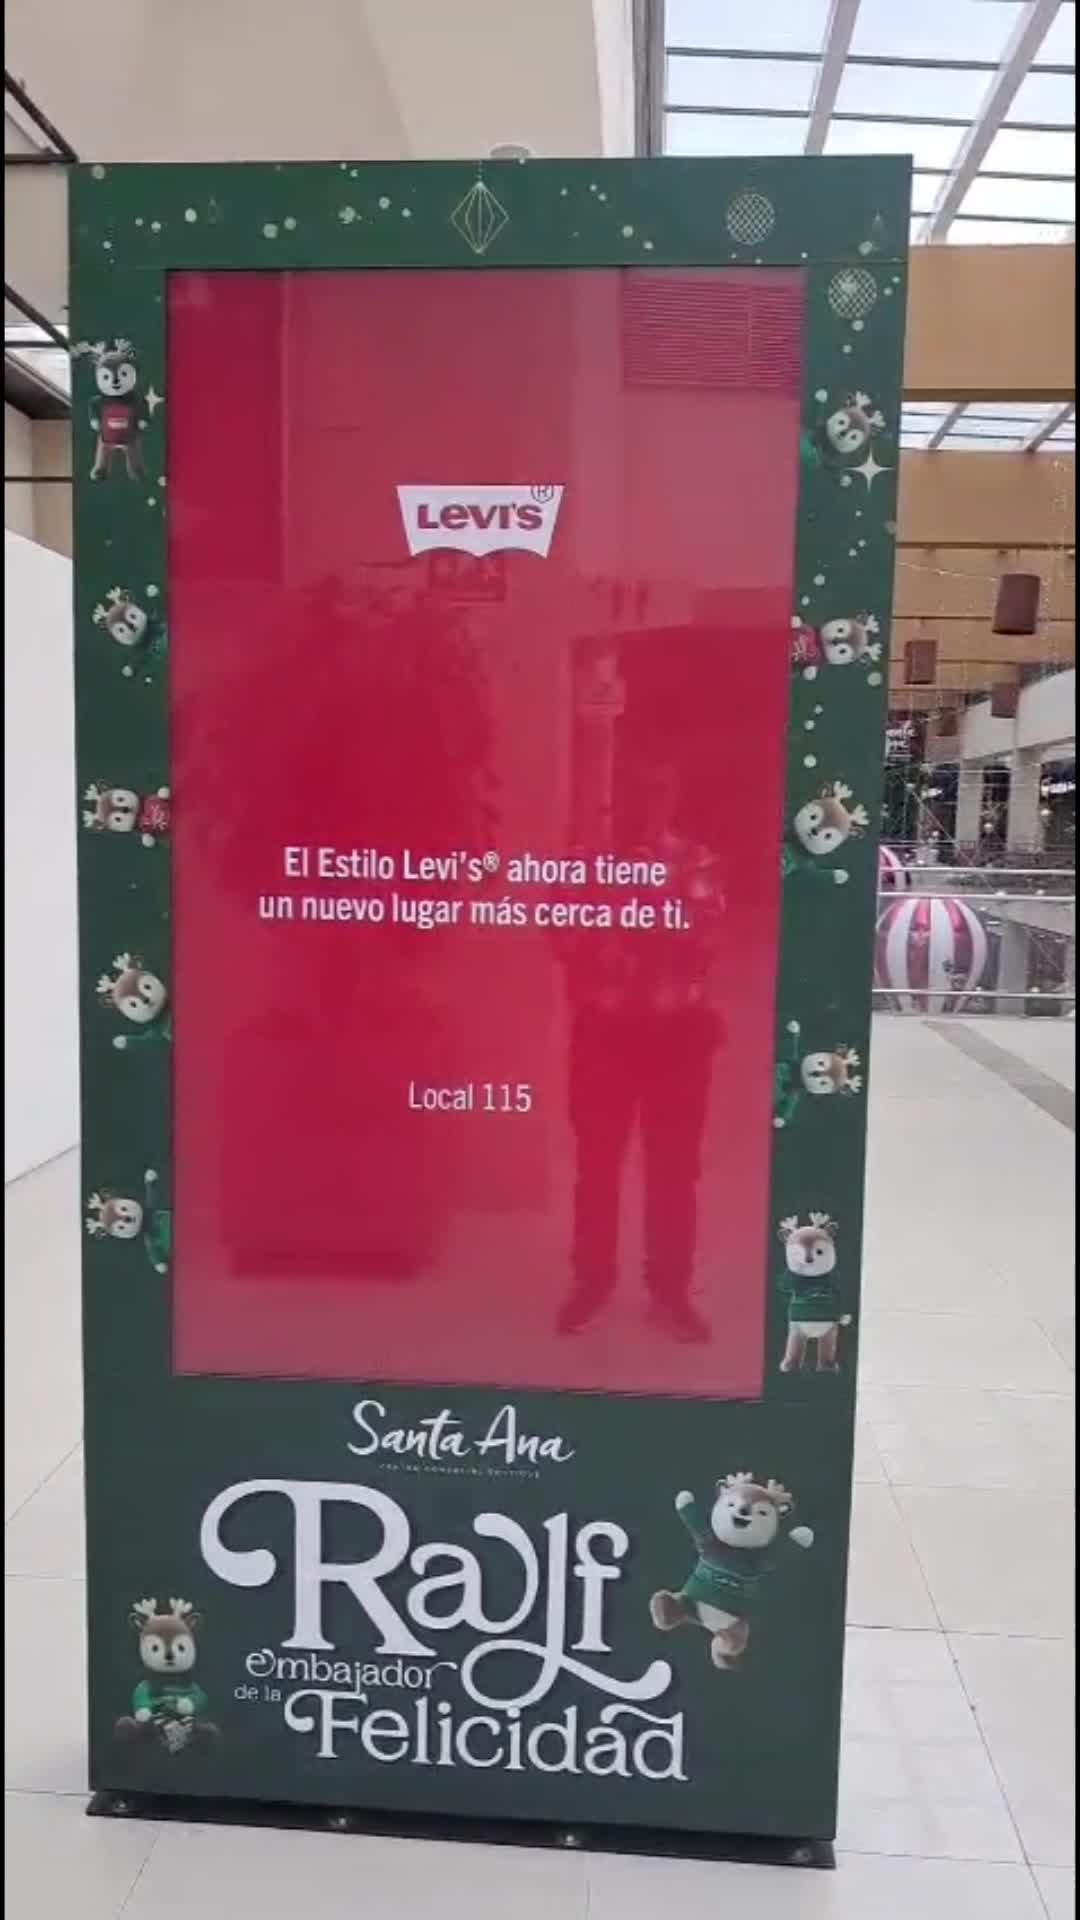 LEVI'S®
El Estilo Levi's® ahora tiene
un nuevo lugar más cerca de ti.
Local 115
Santa Ana
Ralf
embajador
de la
Felicidad